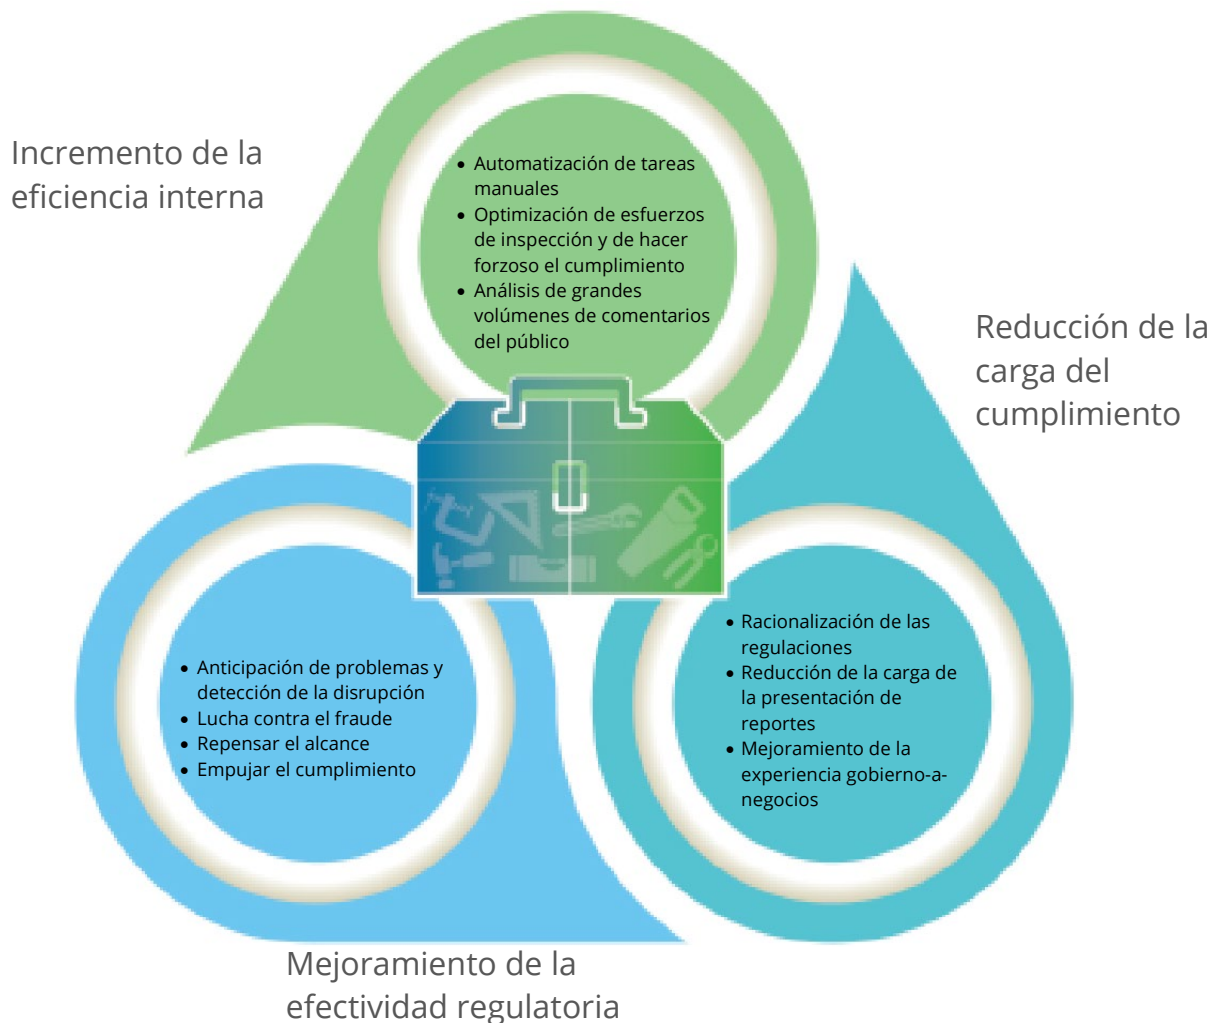 Incremento de la
eficiencia interna
• Automatización de tareas
manuales
• Optimización de esfuerzos
de inspección y de hacer
forzoso el cumplimiento
• Análisis de grandes
volúmenes de comentarios
del público
Reducción de la
carga del
cumplimiento
• Racionalización de las
regulaciones
• Reducción de la carga de
la presentación de
reportes
• Mejoramiento de la
experiencia gobierno-a-
negocios
• Anticipación de problemas y
detección de la disrupción
• Lucha contra el fraude
• Repensar el alcance
• Empujar el cumplimiento
Mejoramiento de la
efectividad regulatoria